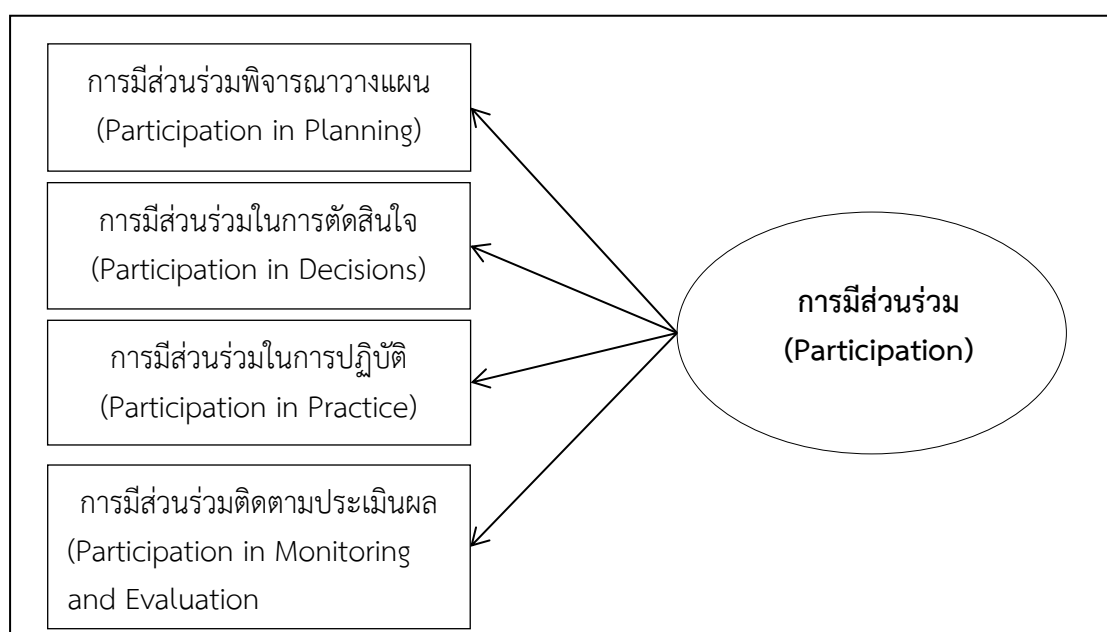 การมีส่วนร่วมพิจารณาวางแผน
(Participation in Planning)
การมีส่วนร่วมในการตัดสินใจ
(Participation in Decisions)
การมีส่วนร่วมในการปฏิบัติ
(Participation in Practice)
การมีส่วนร่วมติดตามประเมินผล
(Participation in Monitoring
and Evaluation
การมีส่วนร่วม
(Participation)